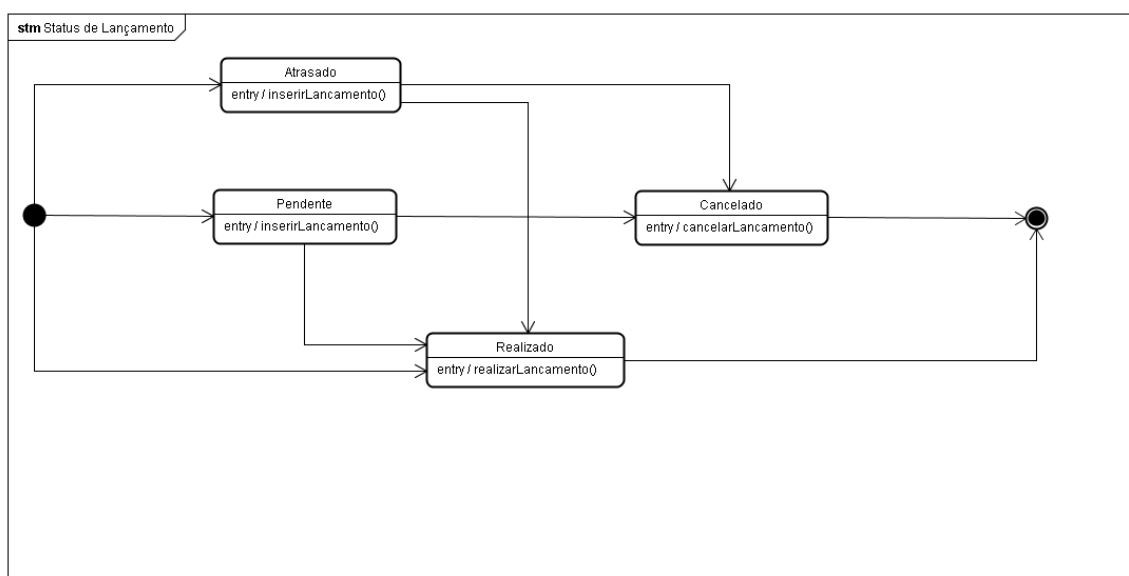 stm Status de Lançamento
Atrasado
entry / inserirLancamento()
Pendente
entry / inserirLancamento()
Cancelado
entry / cancelarLancamento()
Realizado
entry / realizarLancamento()